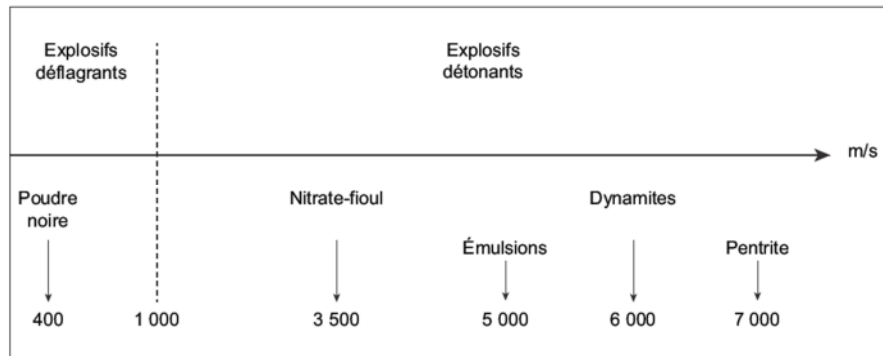 Explosifs
déflagrants
Explosifs
détonants
m/s
Poudre
noire
Nitrate-fioul
Dynamites
Émulsions
Pentrite
400
1 000
3 500
5 000
6 000
7 000